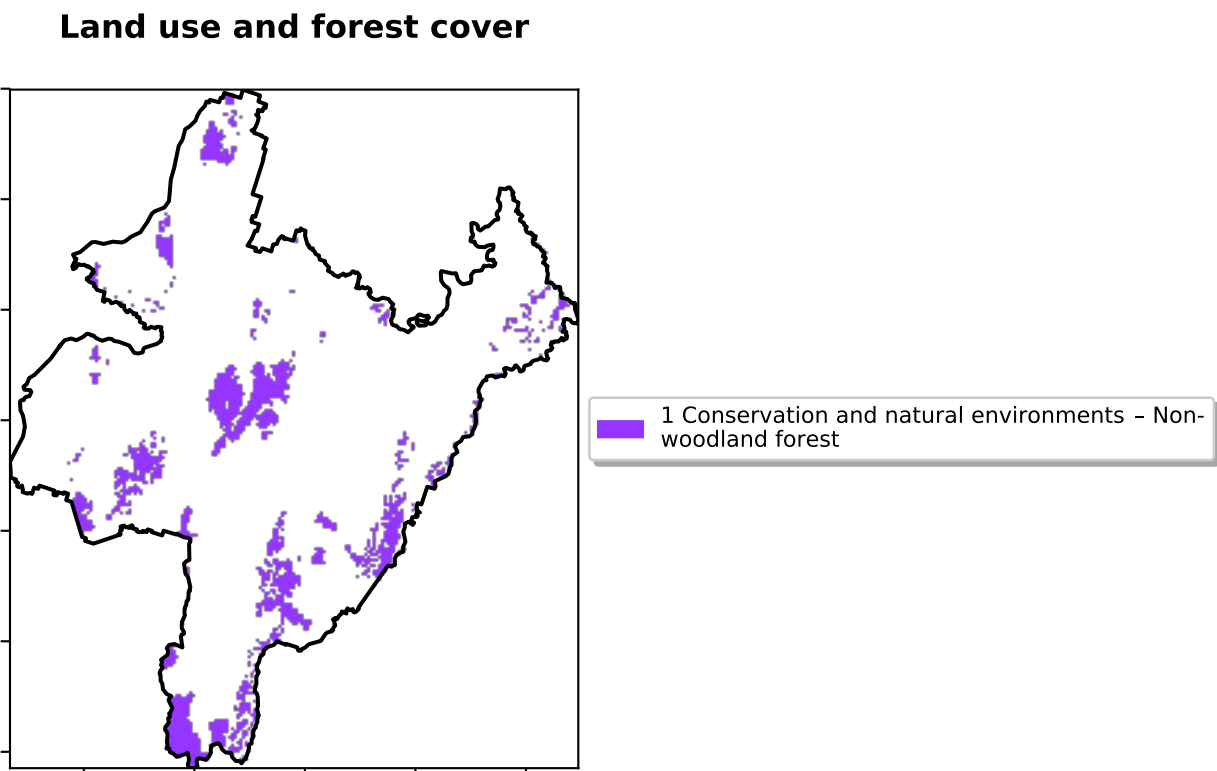 Land use and forest cover
1 Conservation and natural environments – Non-
woodland forest